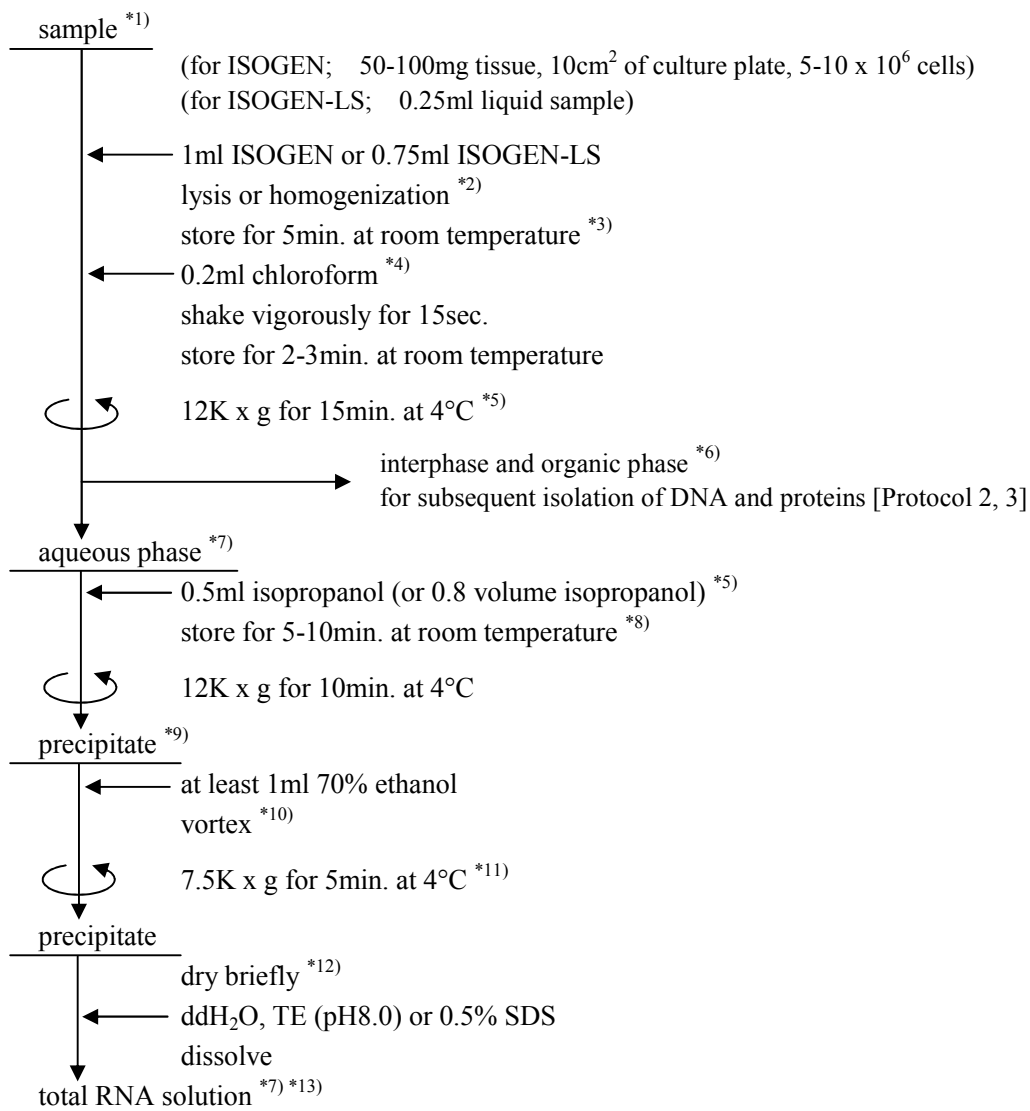 sample *1)
(for ISOGEN; 50-100mg tissue, 10cm² of culture plate, 5-10 x 10⁶ cells)
(for ISOGEN-LS; 0.25ml liquid sample)
1ml ISOGEN or 0.75ml ISOGEN-LS
lysis or homogenization *2)
store for 5min. at room temperature *3)
0.2ml chloroform *4)
shake vigorously for 15sec.
store for 2-3min. at room temperature
12K x g for 15min. at 4°C *5)
interphase and organic phase *6)
for subsequent isolation of DNA and proteins [Protocol 2, 3]
aqueous phase *7)
0.5ml isopropanol (or 0.8 volume isopropanol) *5)
store for 5-10min. at room temperature *8)
12K x g for 10min. at 4°C
precipitate *9)
at least 1ml 70% ethanol
vortex *10)
7.5K x g for 5min. at 4°C *11)
precipitate
dry briefly *12)
ddH₂O, TE (pH8.0) or 0.5% SDS
dissolve
total RNA solution *7) *13)